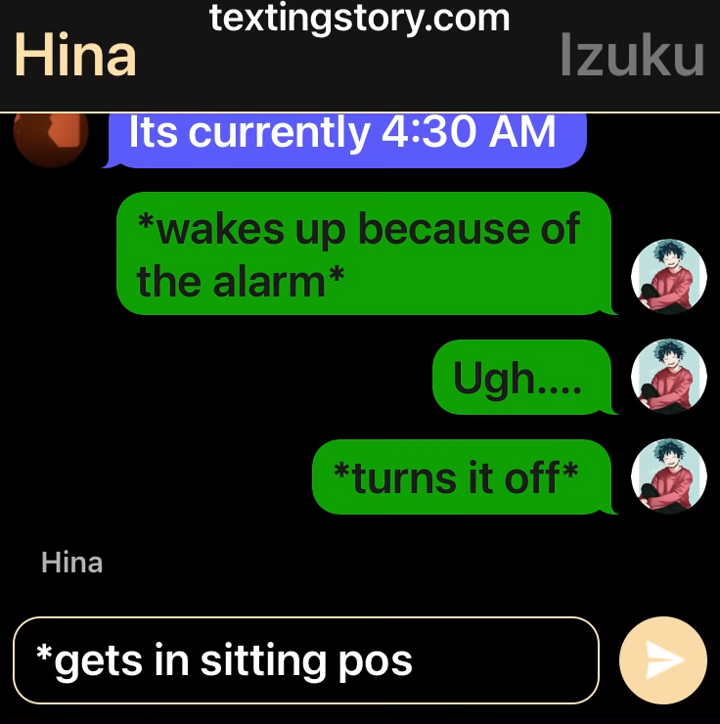 textingstory.com
Hina
Izuku
Its currently 4:30 AM
*wakes up because of
the alarm*
Ugh....
*turns it off*
Hina
*gets in sitting pos